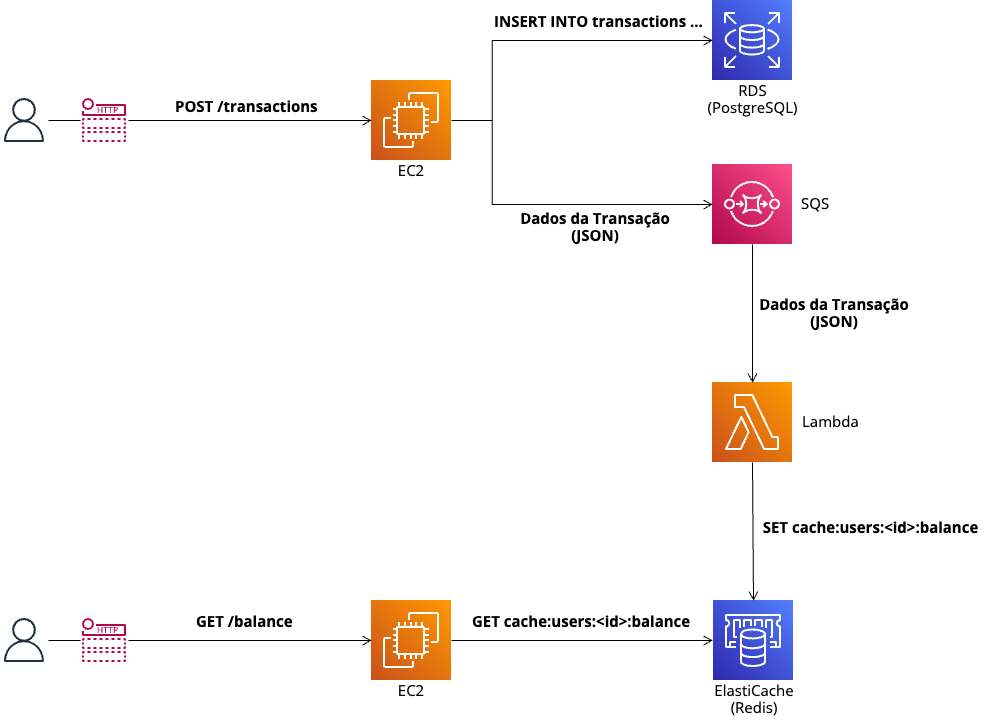 INSERT INTO transactions ...
RDS
(PostgreSQL)
HTTP
POST /transactions
EC2
Dados da Transação
(JSON)
SQS
Dados da Transação
(JSON)
Lambda
SET cache:users:<id>:balance
HTTP
GET /balance
EC2
GET cache:users:<id>:balance
ElastiCache
(Redis)